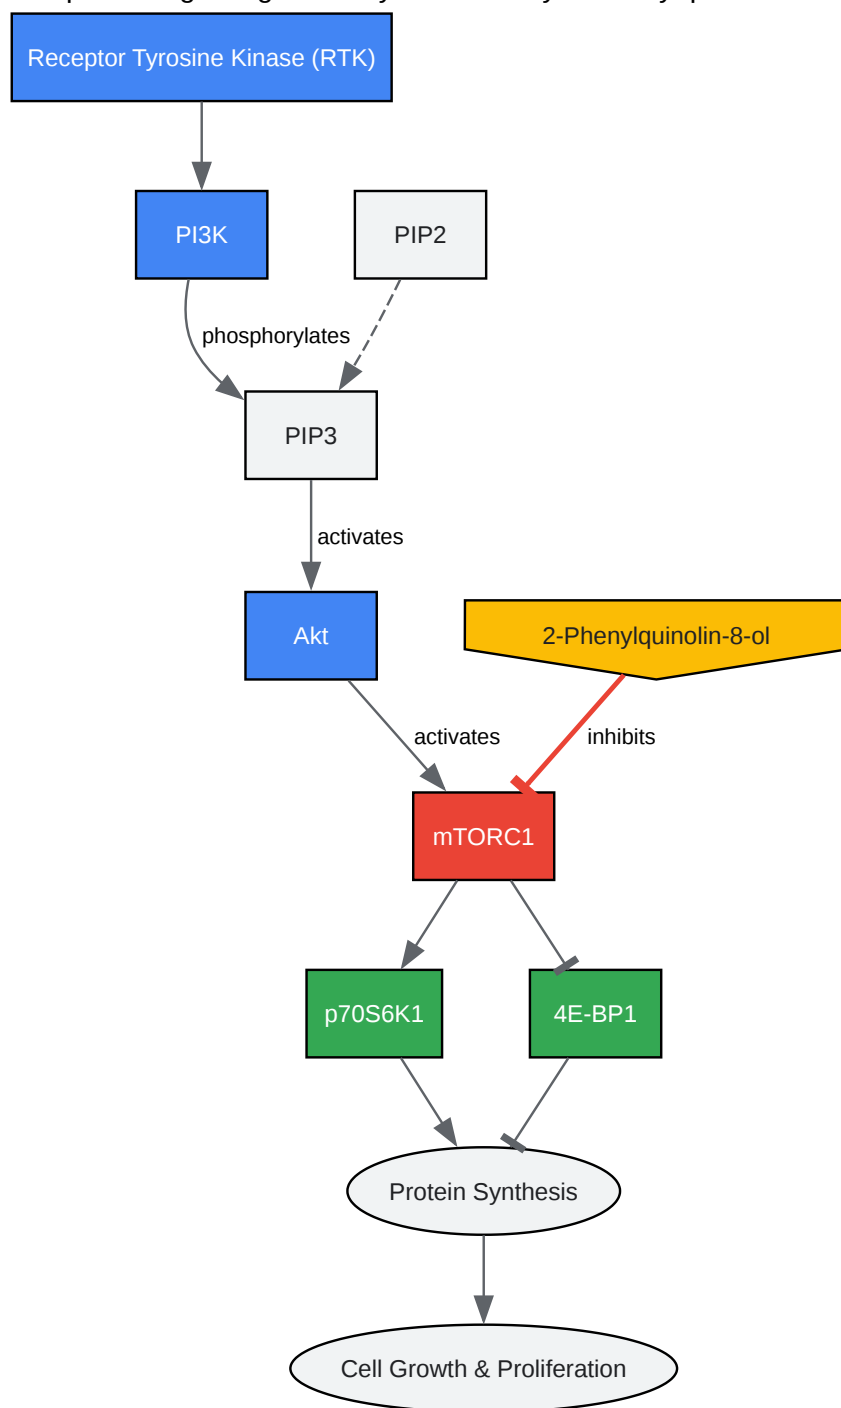 Receptor Tyrosine Kinase (RTK)
PI3K
PIP2
phosphorylates
PIP3
activates
Akt
2-Phenylquinolin-8-ol
activates
inhibits
mTORC1
p70S6K1
4E-BP1
Protein Synthesis
Cell Growth & Proliferation